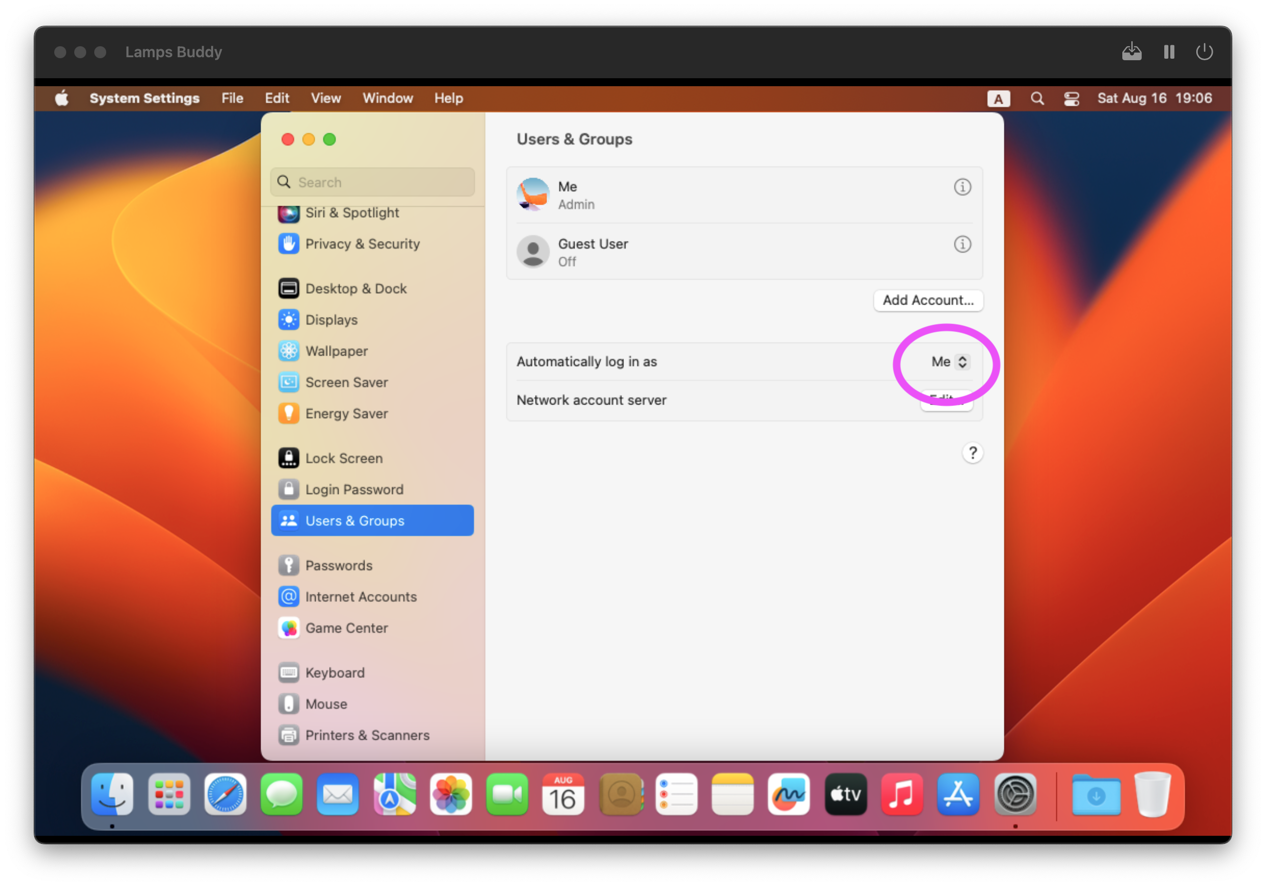 Lamps Buddy
System Settings File Edit View Window Help A Sat Aug 16 19:06
Search
Siri & Spotlight
Privacy & Security
Desktop & Dock
Displays
Wallpaper
Screen Saver
Energy Saver
Lock Screen
Login Password
Users & Groups
Passwords
Internet Accounts
Game Center
Keyboard
Mouse
Printers & Scanners
Users & Groups
Me
Admin
Guest User
Off
Add Account...
Automatically log in as Me
Network account server
?
AUG
16
tv